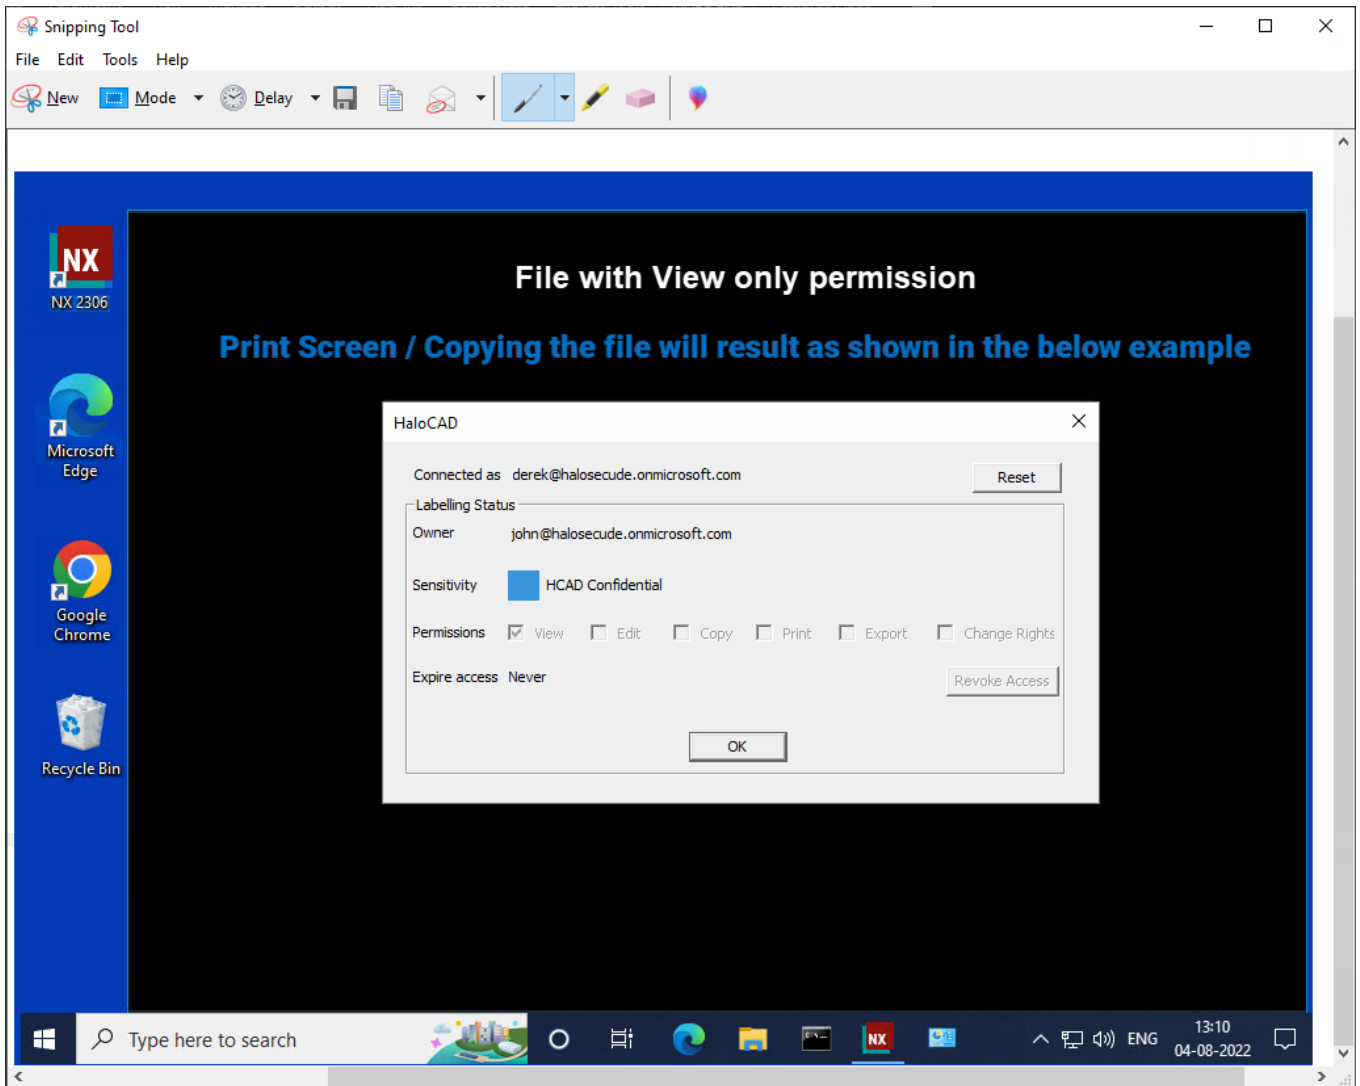 Snipping Tool
File Edit Tools Help
New Mode Delay
NX
NX 2306
File with View only permission
Print Screen / Copying the file will result as shown in the below example
Microsoft
Edge
HaloCAD
Connected as derek@halosecude.onmicrosoft.com Reset
Labelling Status
Owner john@halosecude.onmicrosoft.com
Sensitivity HCAD Confidential
Permissions View Edit Copy Print Export Change Rights
Expire access Never Revoke Access
OK
Google
Chrome
Recycle Bin
Type here to search NX ENG 13:10
04-08-2022